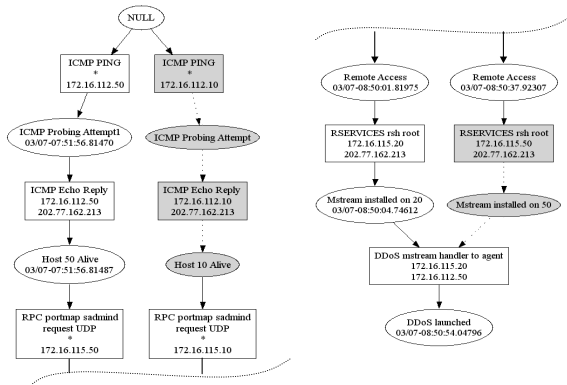 NULL
ICMP PING
*
172.16.112.50
ICMP PING
*
172.16.112.10
ICMP Probing Attempt1
03/07-07:51:56.81470
ICMP Probing Attempt
ICMP Echo Reply
172.16.112.50
202.77.162.213
ICMP Echo Reply
172.16.112.10
202.77.162.213
Host 50 Alive
03/07-07:51:56.81487
Host 10 Alive
RPC portmap sadmind
request UDP
*
172.16.115.50
RPC portmap sadmind
request UDP
*
172.16.115.10
Remote Access
03/07-08:50:01.81975
Remote Access
03/07-08:50:37.92307
RSERVICES rsh root
172.16.115.20
202.77.162.213
RSERVICES rsh root
172.16.115.50
202.77.162.213
Mstream installed on 20
03/07-08:50:04.74612
Mstream installed on 50
DDoS mstream handler to agent
172.16.115.20
172.16.112.50
DDoS launched
03/07-08:50:54.04796